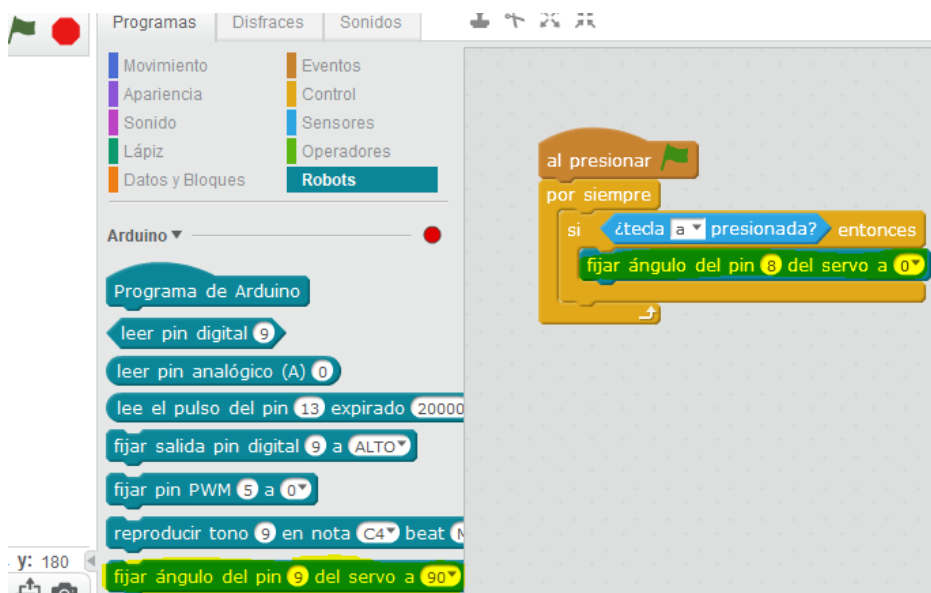 Programas Disfraces Sonidos
Movimiento Eventos
Apariencia Control
Sonido Sensores
Lápiz Operadores
Datos y Bloques Robots
Arduino
Programa de Arduino
leer pin digital 9
leer pin analógico (A) 0
lee el pulso del pin 13 expirado 20000
fijar salida pin digital 9 a ALTO
fijar pin PWM 5 a 0
reproducir tono 9 en nota C4 beat
fijar ángulo del pin 9 del servo a 90
y: 180
al presionar
por siempre
si ¿tecla a presionada? entonces
fijar ángulo del pin 8 del servo a 0